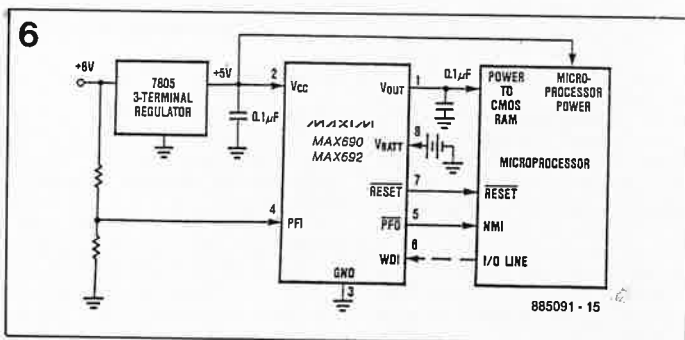 6
+8V
7805
3-TERMINAL
REGULATOR
+5V
2
VCC
0.1µF
MAXIM
MAX690
MAX692
VOUT
1
0.1µF
VBATT
8
RESET
7
PFI
4
PFO
5
WDI
6
GND
3
POWER
TO
CMOS
RAM
MICRO-
PROCESSOR
POWER
MICROPROCESSOR
RESET
NMI
I/O LINE
885091 - 15